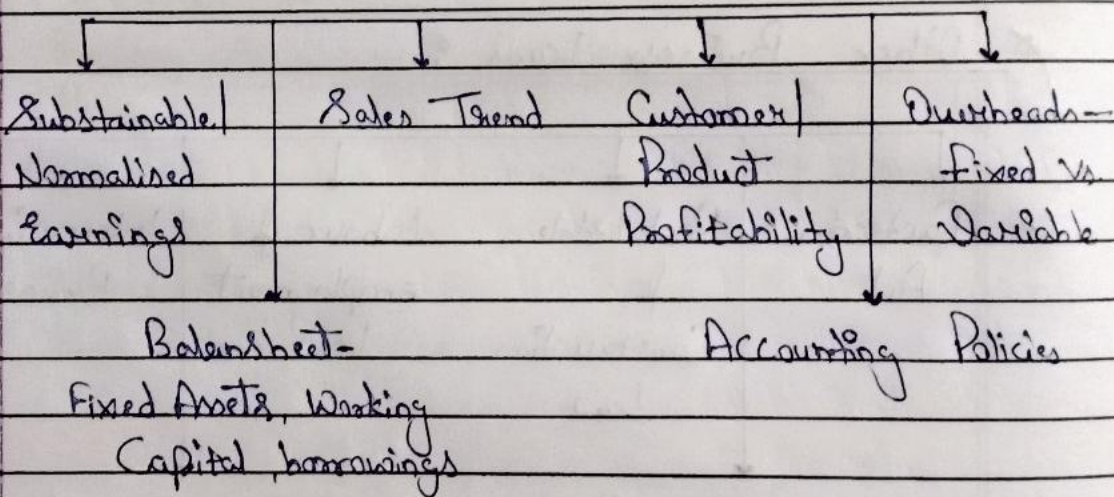 Substainable| Sales Trend Customer| Overheads-
Normalised Product fixed Vs.
Earnings Profitability Variable
Balansheet- Accounting Policies
Fixed Assets, Working
Capital, borrowings